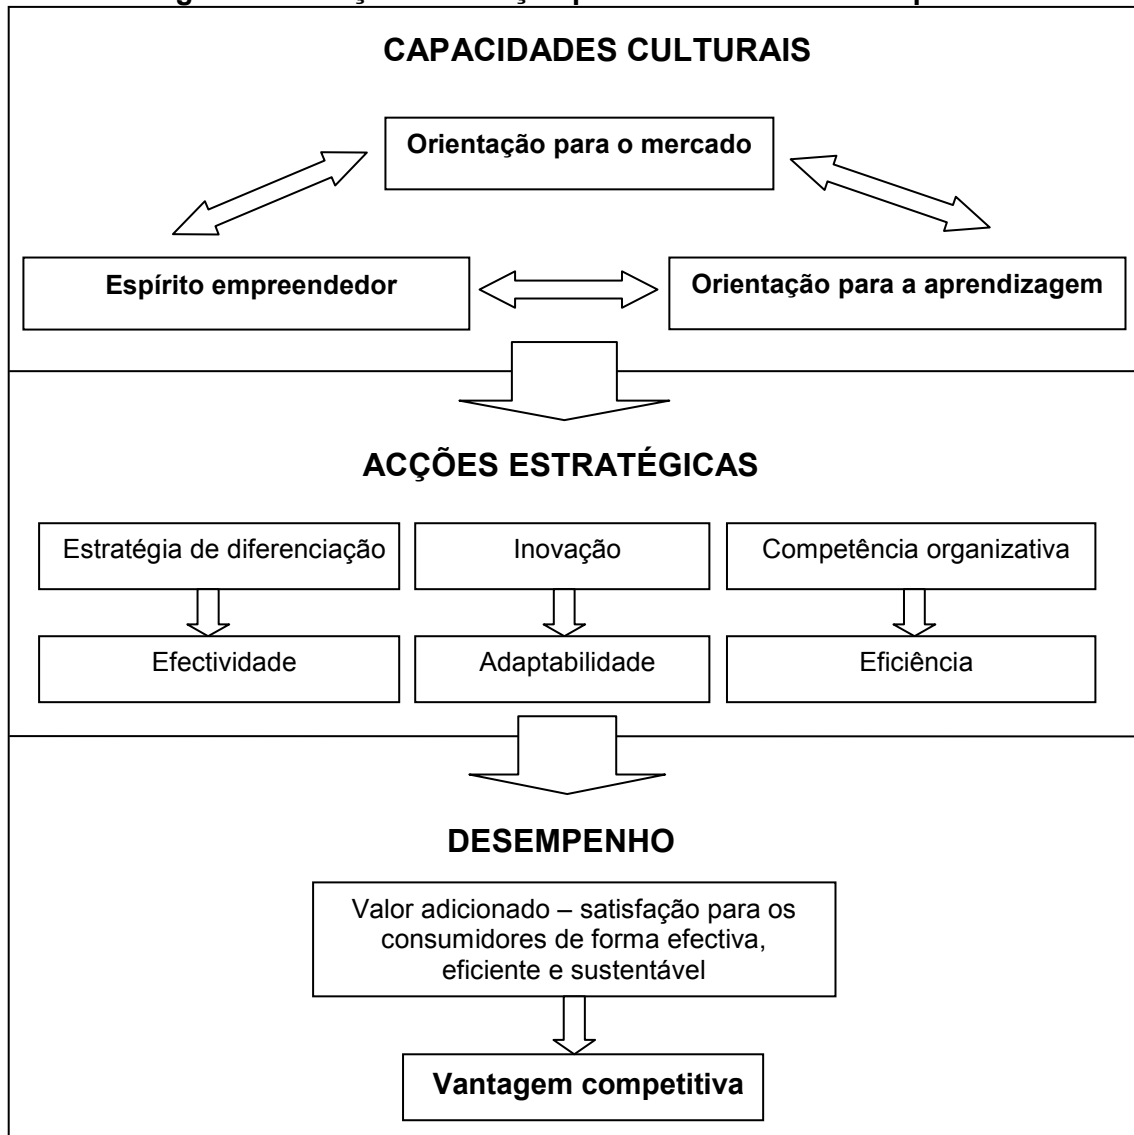 CAPACIDADES CULTURAIS
Orientação para o mercado
Espírito empreendedor
Orientação para a aprendizagem
ACÇÕES ESTRATÉGICAS
Estratégia de diferenciação
Inovação
Competência organizativa
Efectividade
Adaptabilidade
Eficiência
DESEMPENHO
Valor adicionado – satisfação para os
consumidores de forma efectiva,
eficiente e sustentável
Vantagem competitiva